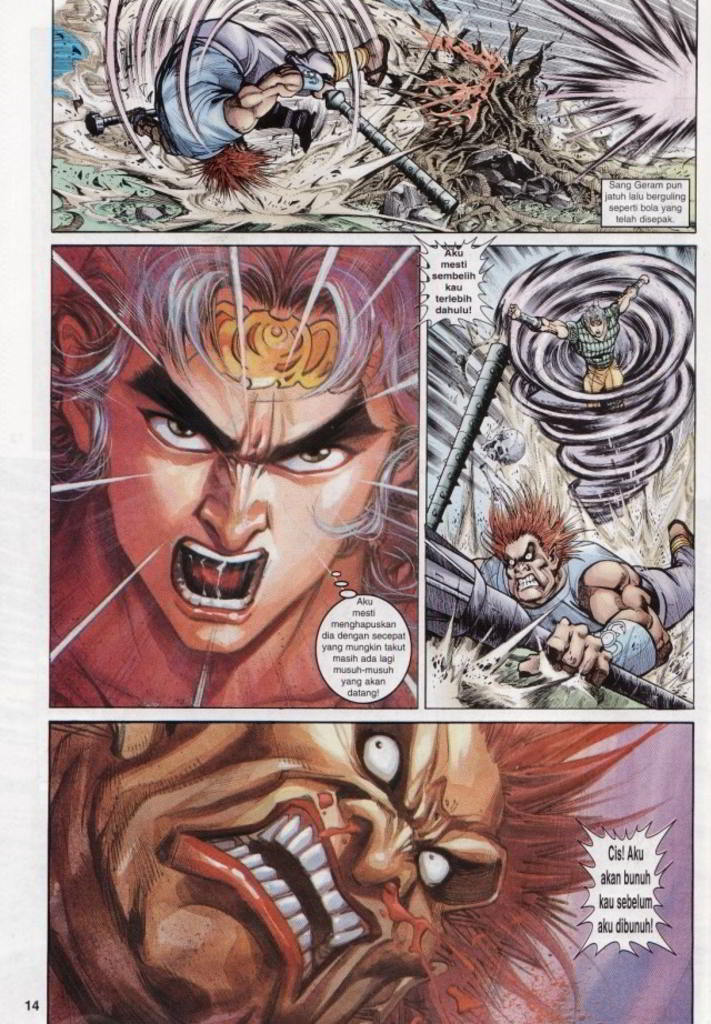 Sang Geram pun
jatuh lalu berguling
seperti bola yang
telah disepak.
Aku
mesti
menghapuskan
dia dengan secepat
yang mungkin takut
masih ada lagi
musuh-musuh
yang akan
datang!
Aku
mesti
sembelih
kau
terlebih
dahulu!
Cis! Aku
akan bunuh
kau sebelum
aku dibunuh!
14